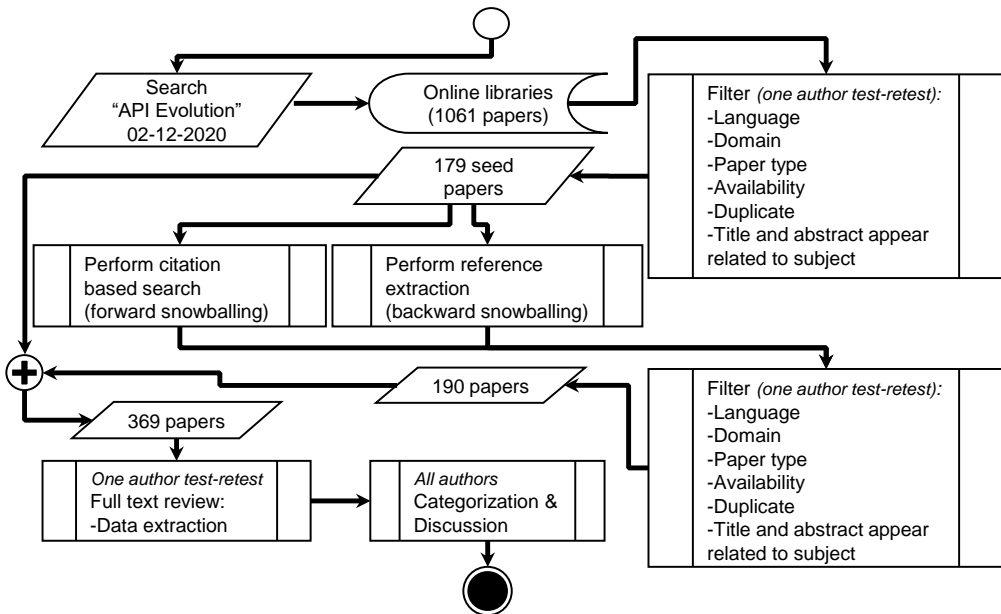 Search
“API Evolution”
02-12-2020
Online libraries
(1061 papers)
Filter (one author test-retest):
-Language
-Domain
-Paper type
-Availability
-Duplicate
-Title and abstract appear
related to subject
179 seed
papers
Perform citation
based search
(forward snowballing)
Perform reference
extraction
(backward snowballing)
Filter (one author test-retest):
-Language
-Domain
-Paper type
-Availability
-Duplicate
-Title and abstract appear
related to subject
190 papers
369 papers
One author test-retest
Full text review:
-Data extraction
All authors
Categorization &
Discussion